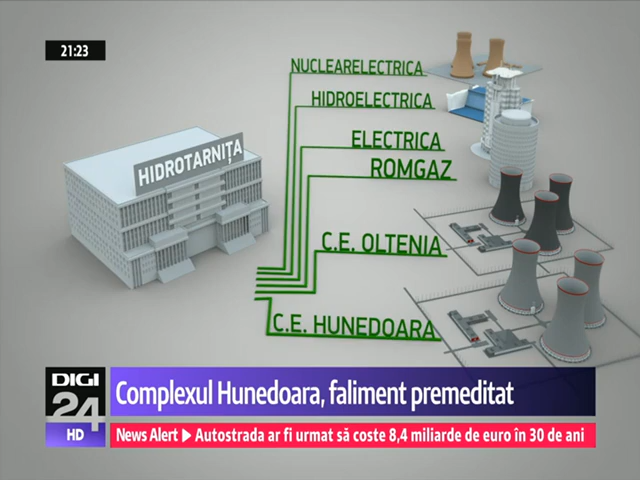 21:23
NUCLEARELECTRICA
HIDROELECTRICA
ELECTRICA
ROMGAZ
HIDROTARNIȚA
C.E. OLTENIA
C.E. HUNEDOARA
DIGI
24
HD
Complexul Hunedoara, faliment premeditat
News Alert ▶ Autostrada ar fi urmat să coste 8,4 miliarde de euro în 30 de ani